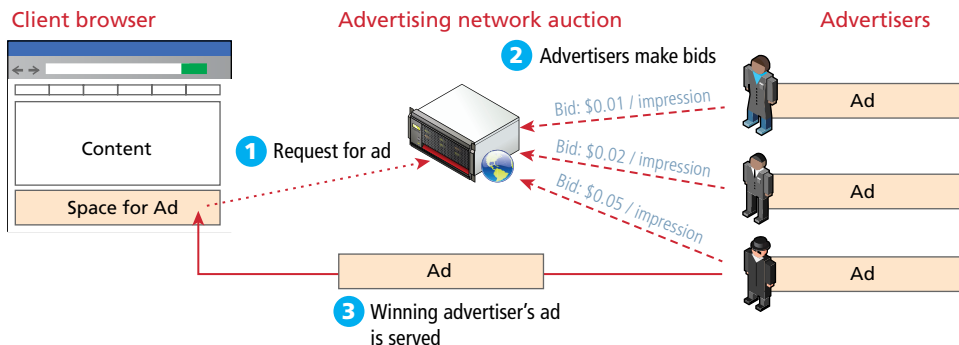 Client browser
Advertising network auction
Advertisers
2 Advertisers make bids
Bid: $0.01 / impression
Ad
Content
1 Request for ad
Bid: $0.02 / impression
Ad
Space for Ad
Bid: $0.05 / impression
Ad
Ad
3 Winning advertiser's ad
is served